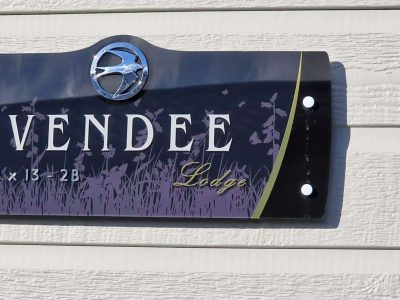 VENDEE
Lodge
x 13 - 2B